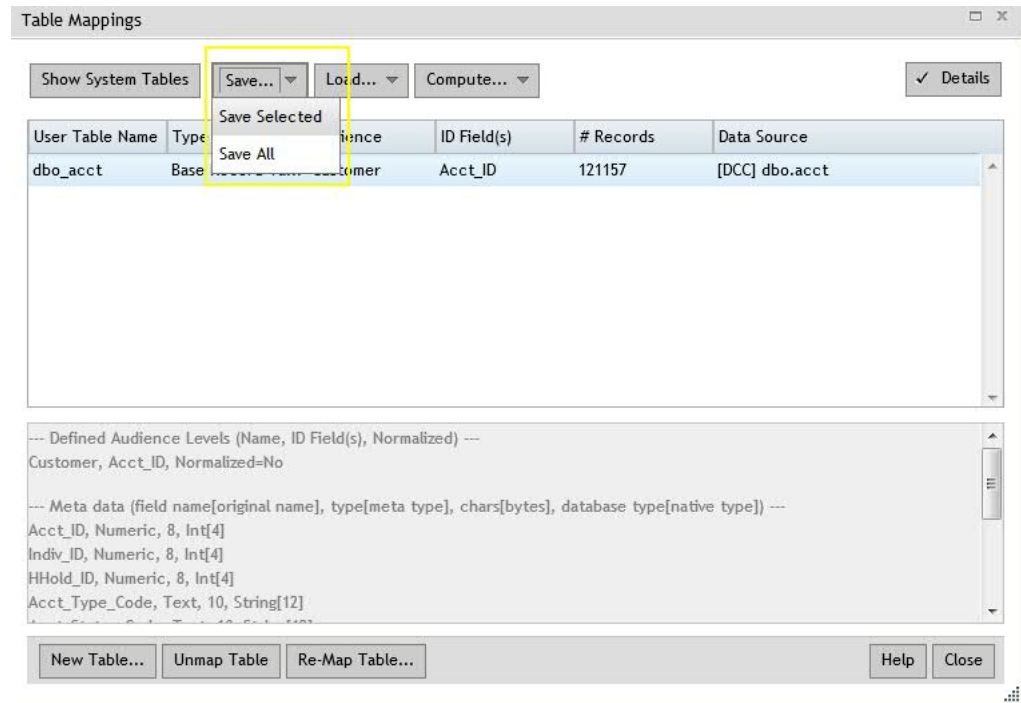 Table Mappings
Show System Tables Save... Load... Compute... ✓ Details
Save Selected
User Table Name Type ience ID Field(s) # Records Data Source
Save All
dbo_acct Base Customer Acct_ID 121157 [DCC] dbo.acct
--- Defined Audience Levels (Name, ID Field(s), Normalized) ---
Customer, Acct_ID, Normalized=No
--- Meta data (field name[original name], type[meta type], chars[bytes], database type[native type]) ---
Acct_ID, Numeric, 8, Int[4]
Indiv_ID, Numeric, 8, Int[4]
HHold_ID, Numeric, 8, Int[4]
Acct_Type_Code, Text, 10, String[12]
New Table... Unmap Table Re-Map Table... Help Close